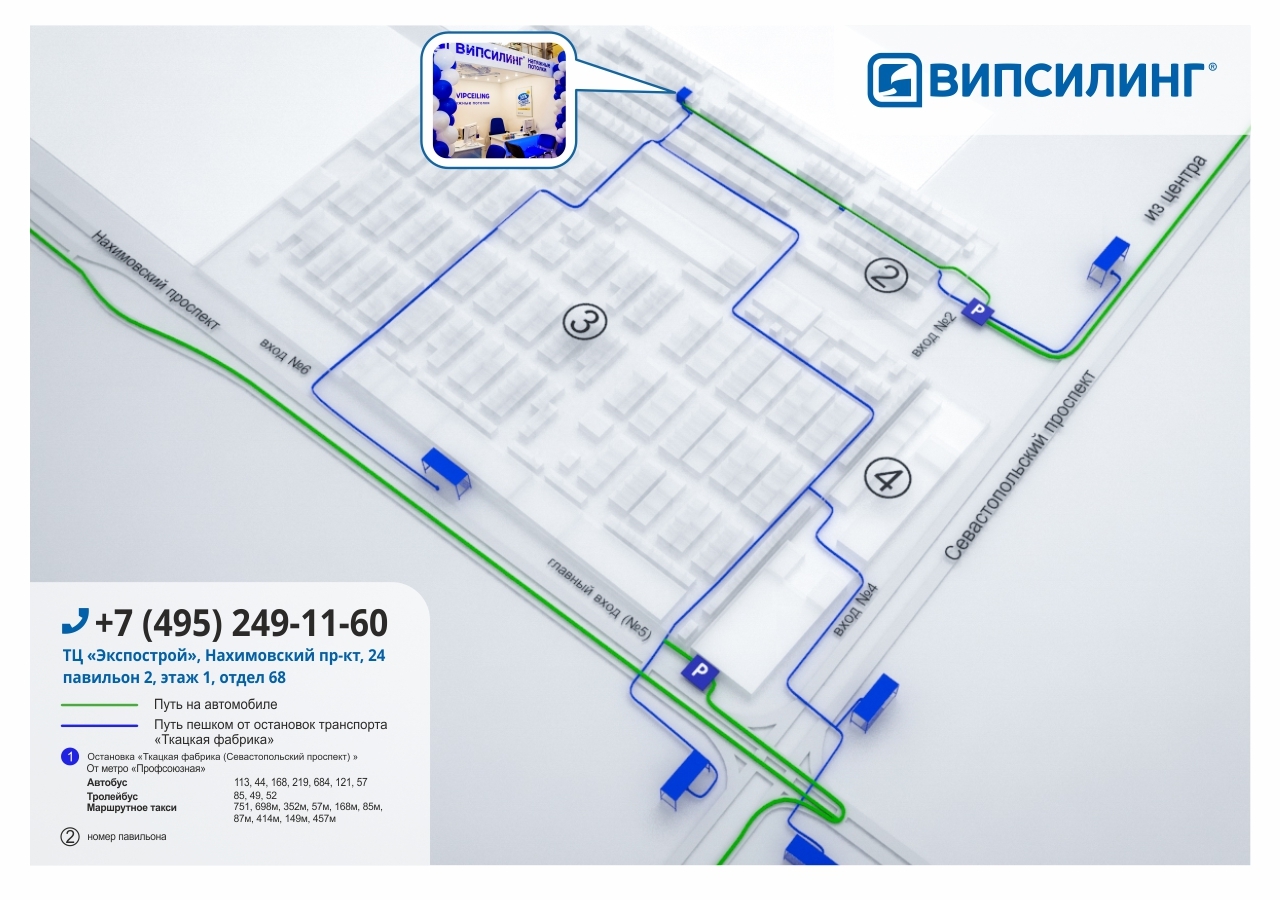 ВИПСИЛИНГ®
ВИПСИЛИНГ® НАТЯЖНЫЕ ПОТОЛКИ
VIPCEILING
из центра
Нахимовский проспект
вход №6
3
2
P
вход №2
Севастопольский проспект
4
главный вход (№5)
P
вход №4
+7 (495) 249-11-60
ТЦ «Экспострой», Нахимовский пр-кт, 24
павильон 2, этаж 1, отдел 68
Путь на автомобиле
Путь пешком от остановок транспорта
«Ткацкая фабрика»
1 Остановка «Ткацкая фабрика (Севастопольский проспект) »
От метро «Профсоюзная»
Автобус 113, 44, 168, 219, 684, 121, 57
Тролейбус 85, 49, 52
Маршрутное такси 751, 698м, 352м, 57м, 168м, 85м,
87м, 414м, 149м, 457м
2 номер павильона